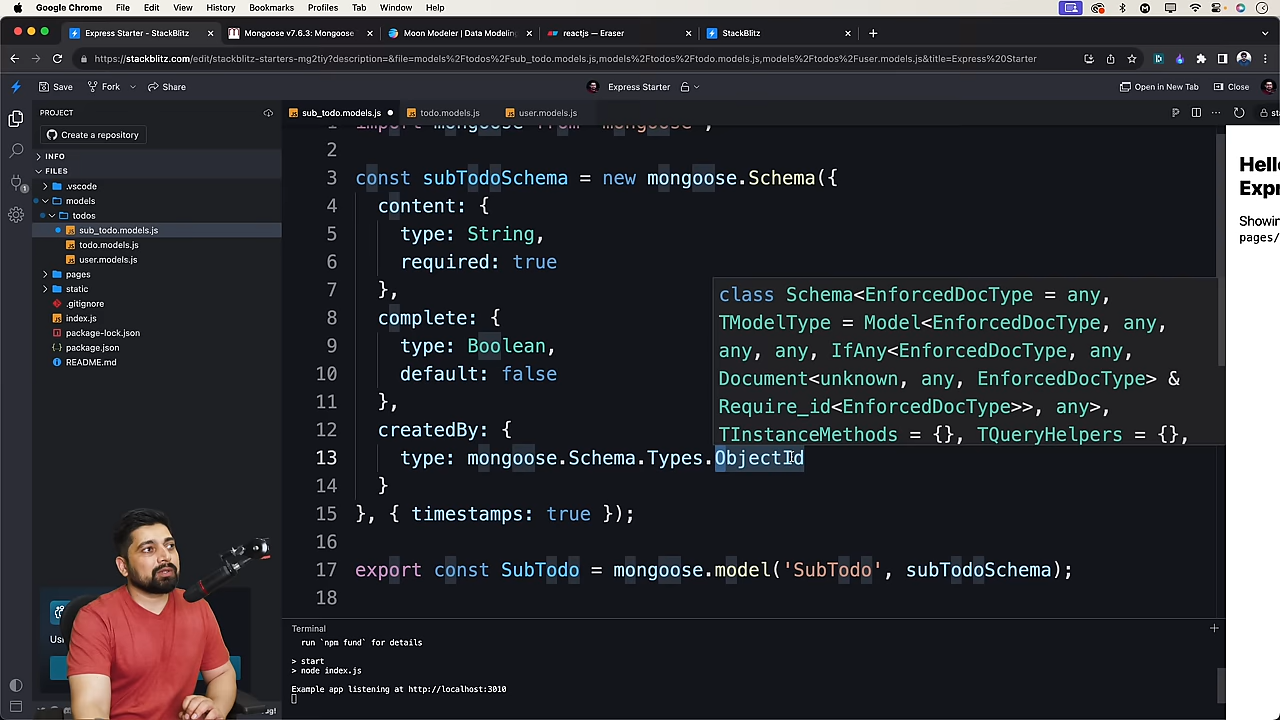 Google Chrome File Edit View History Bookmarks Profiles Tab Window Help
Express Starter - StackBlitz
Mongoose v7.6.3: Mongoose
Moon Modeler | Data Modeling
reactjs — Eraser
StackBlitz
https://stackblitz.com/edit/stackblitz-starters-mg2tiy?description=&file=models%2Ftodos%2Fsub_todo.models.js,models%2Ftodos%2Ftodo.models.js,models%2Ftodos%2Fuser.models.js&title=Express%20Starter
Save Fork Share
Express Starter
Open in New Tab Close
PROJECT
Create a repository
INFO
FILES
.vscode
models
todos
sub_todo.models.js
todo.models.js
user.models.js
pages
static
.gitignore
index.js
package-lock.json
package.json
README.md
sub_todo.models.js todo.models.js user.models.js
1 import mongoose from 'mongoose';
2
3 const subTodoSchema = new mongoose.Schema({
4 content: {
5 type: String,
6 required: true
7 },
8 complete: {
9 type: Boolean,
10 default: false
11 },
12 createdBy: {
13 type: mongoose.Schema.Types.ObjectId
14 }
15 }, { timestamps: true });
16
17 export const SubTodo = mongoose.model('SubTodo', subTodoSchema);
18
class Schema<EnforcedDocType = any,
TModelType = Model<EnforcedDocType, any,
any, any, IfAny<EnforcedDocType, any,
Document<unknown, any, EnforcedDocType> &
Require_id<EnforcedDocType>>, any>,
TInstanceMethods = {}, TQueryHelpers = {},
Terminal
run `npm fund` for details
> start
> node index.js
Example app listening at http://localhost:3010
Hello
Showin
pages/